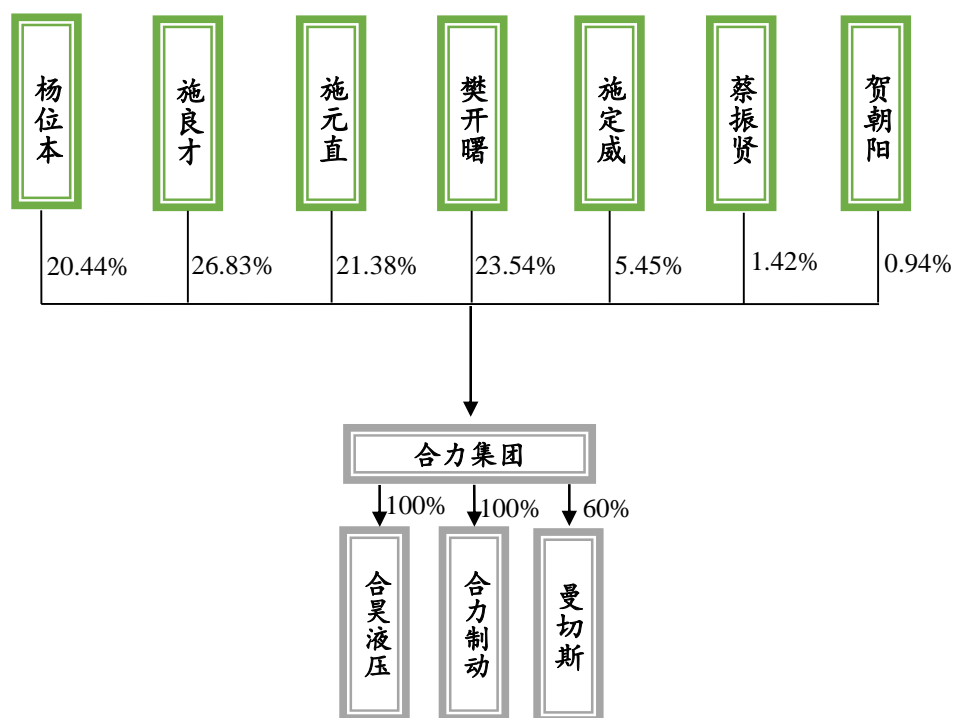 杨位本
施良才
施元直
樊开曙
施定威
蔡振贤
贺朝阳
20.44%
26.83%
21.38%
23.54%
5.45%
1.42%
0.94%
合力集团
100%
100%
60%
合昊液压
合力制动
曼切斯